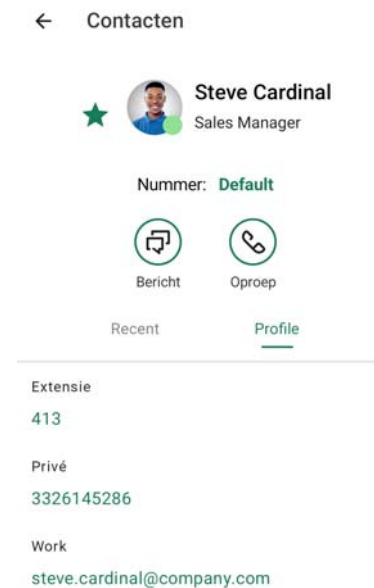 Contacten
Steve Cardinal
Sales Manager
Nummer: Default
Bericht Oproep
Recent Profile
Extensie
413
Privé
3326145286
Work
steve.cardinal@company.com